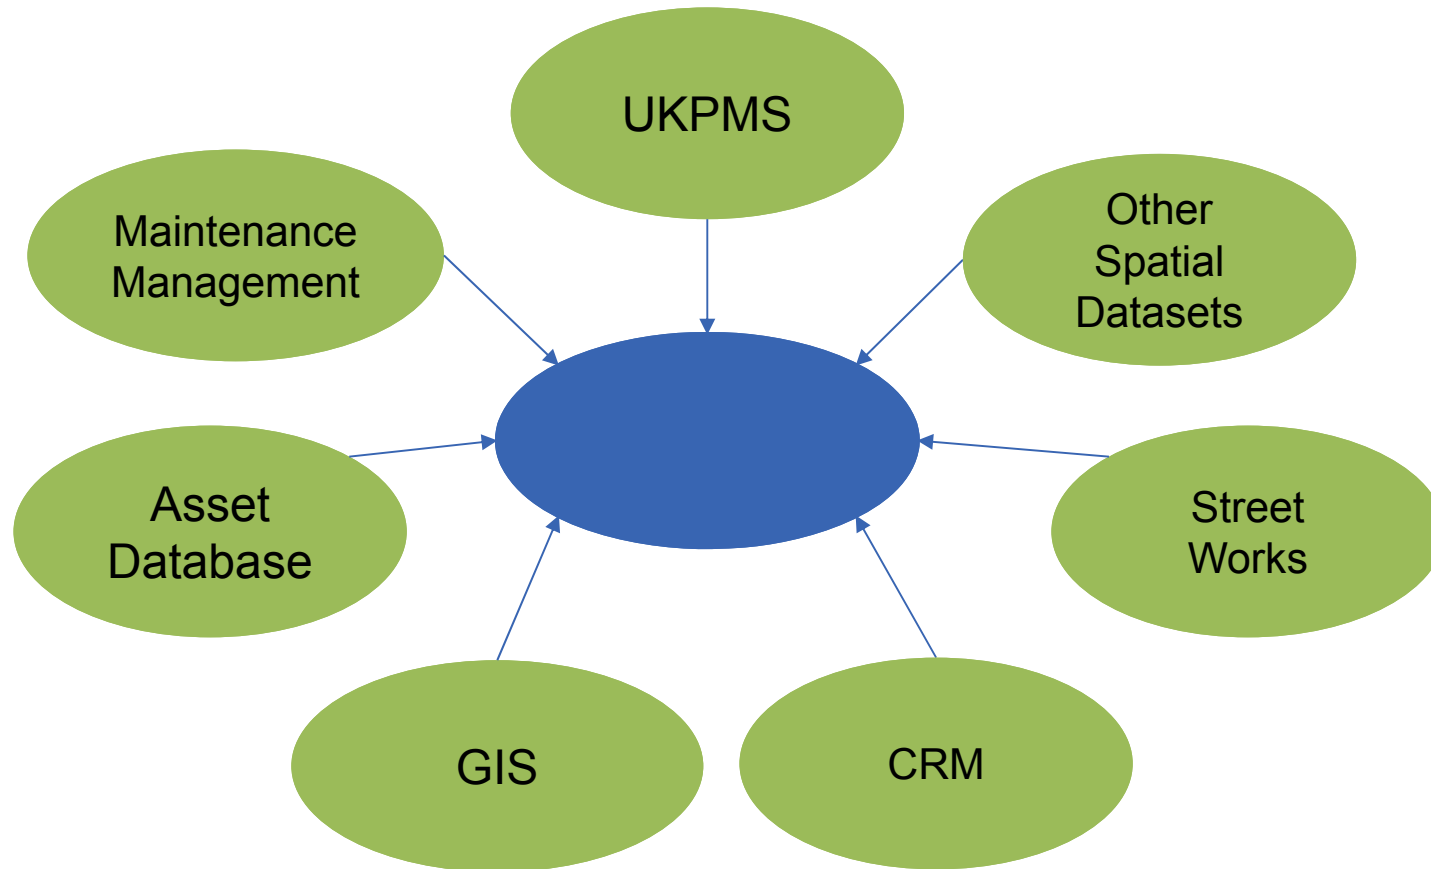 UKPMS
Maintenance
Management
Other
Spatial
Datasets
Asset
Database
Street
Works
GIS
CRM